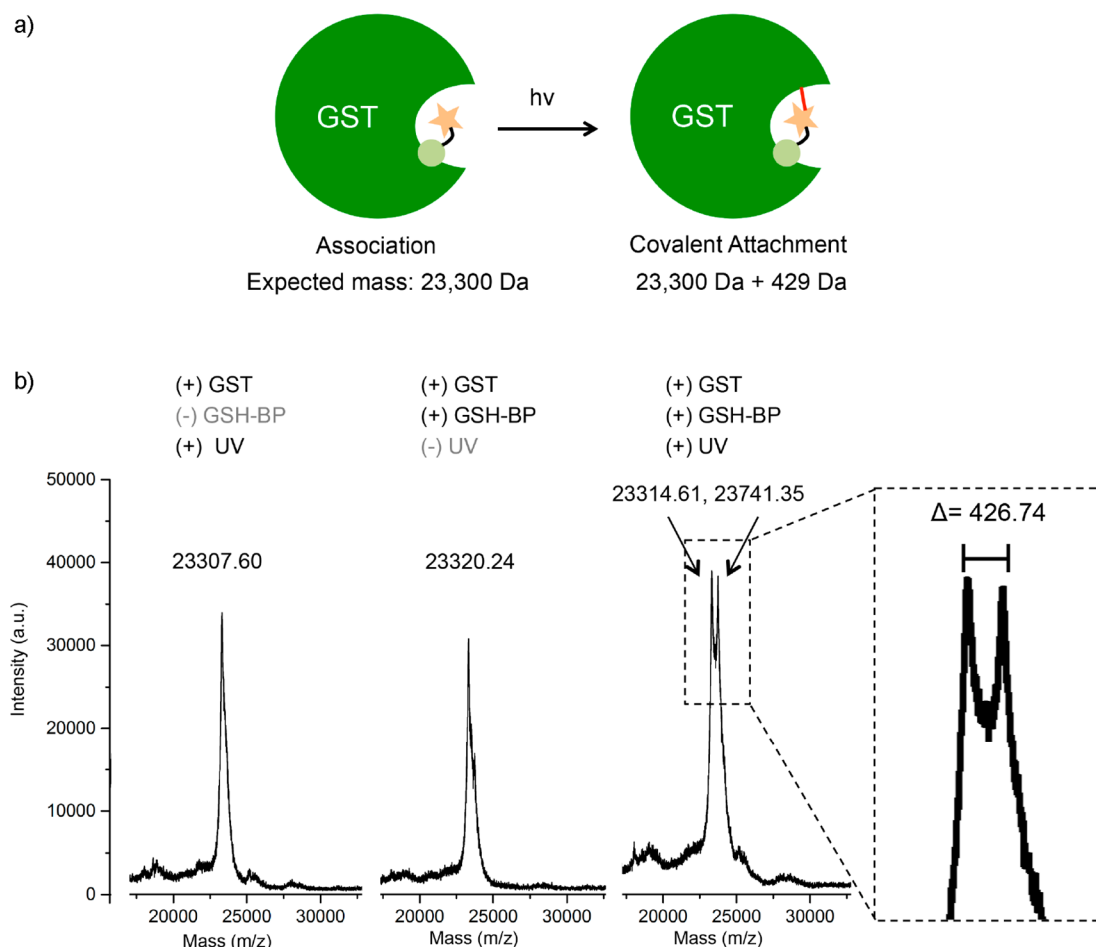 a)
GST
hv
GST
Association
Covalent Attachment
Expected mass: 23,300 Da
23,300 Da + 429 Da
b)
(+) GST
(-) GSH-BP
(+) UV
(+) GST
(+) GSH-BP
(-) UV
(+) GST
(+) GSH-BP
(+) UV
50000
40000
30000
20000
10000
0
Intensity (a.u.)
23307.60
23320.24
23314.61, 23741.35
Δ= 426.74
20000 25000 30000
Mass (m/z)
20000 25000 30000
Mass (m/z)
20000 25000 30000
Mass (m/z)